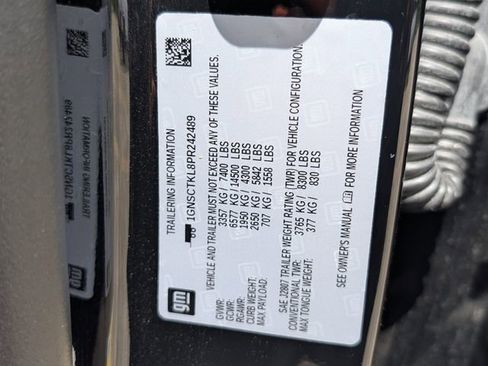 gm
TRAILERING INFORMATION
1GNSCTKL8PR242489
VEHICLE AND TRAILER MUST NOT EXCEED ANY OF THESE VALUES.
GVWR: 3357 KG / 7400 LBS
GCWR: 6577 KG / 14500 LBS
RGAWR: 1950 KG / 4300 LBS
CURB WEIGHT: 2650 KG / 5842 LBS
MAX PAYLOAD: 707 KG / 1558 LBS
SAE J2807 TRAILER WEIGHT RATING (TWR) FOR VEHICLE CONFIGURATION:
CONVENTIONAL TWR: 3765 KG / 8300 LBS
MAX TONGUE WEIGHT: 377 KG / 830 LBS
SEE OWNER'S MANUAL FOR MORE INFORMATION